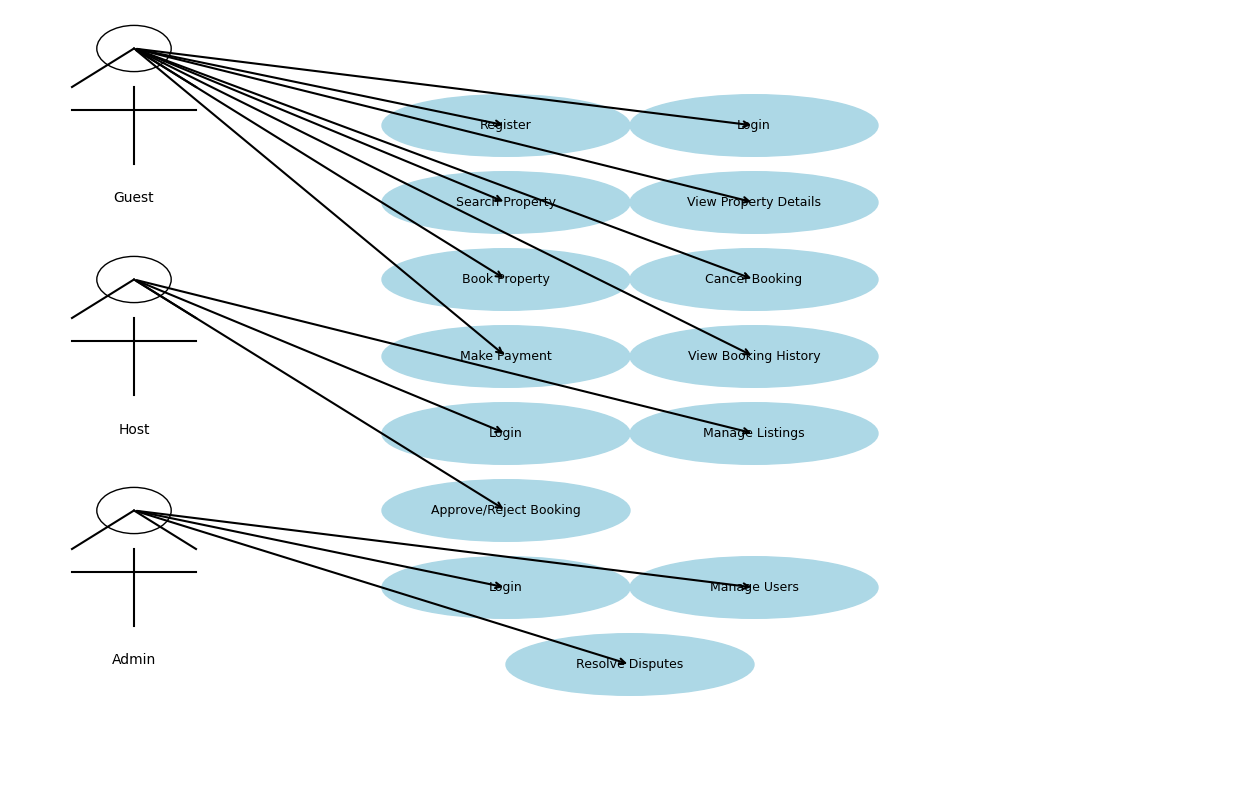 Register
Login
Guest
Search Property
View Property Details
Book Property
Cancel Booking
Make Payment
View Booking History
Host
Login
Manage Listings
Approve/Reject Booking
Login
Manage Users
Admin
Resolve Disputes